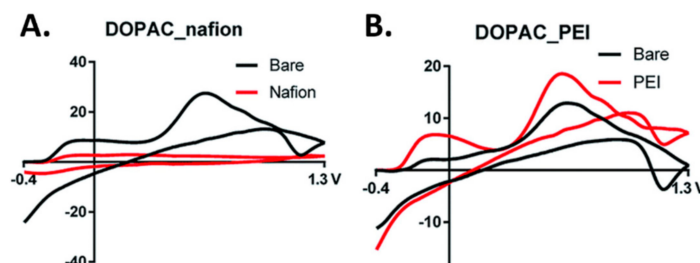 A.
DOPAC_nafion
40
20
-20
-40
-0.4
1.3 V
Bare
Nafion
B.
DOPAC_PEI
20
10
-10
-0.4
1.3 V
Bare
PEI